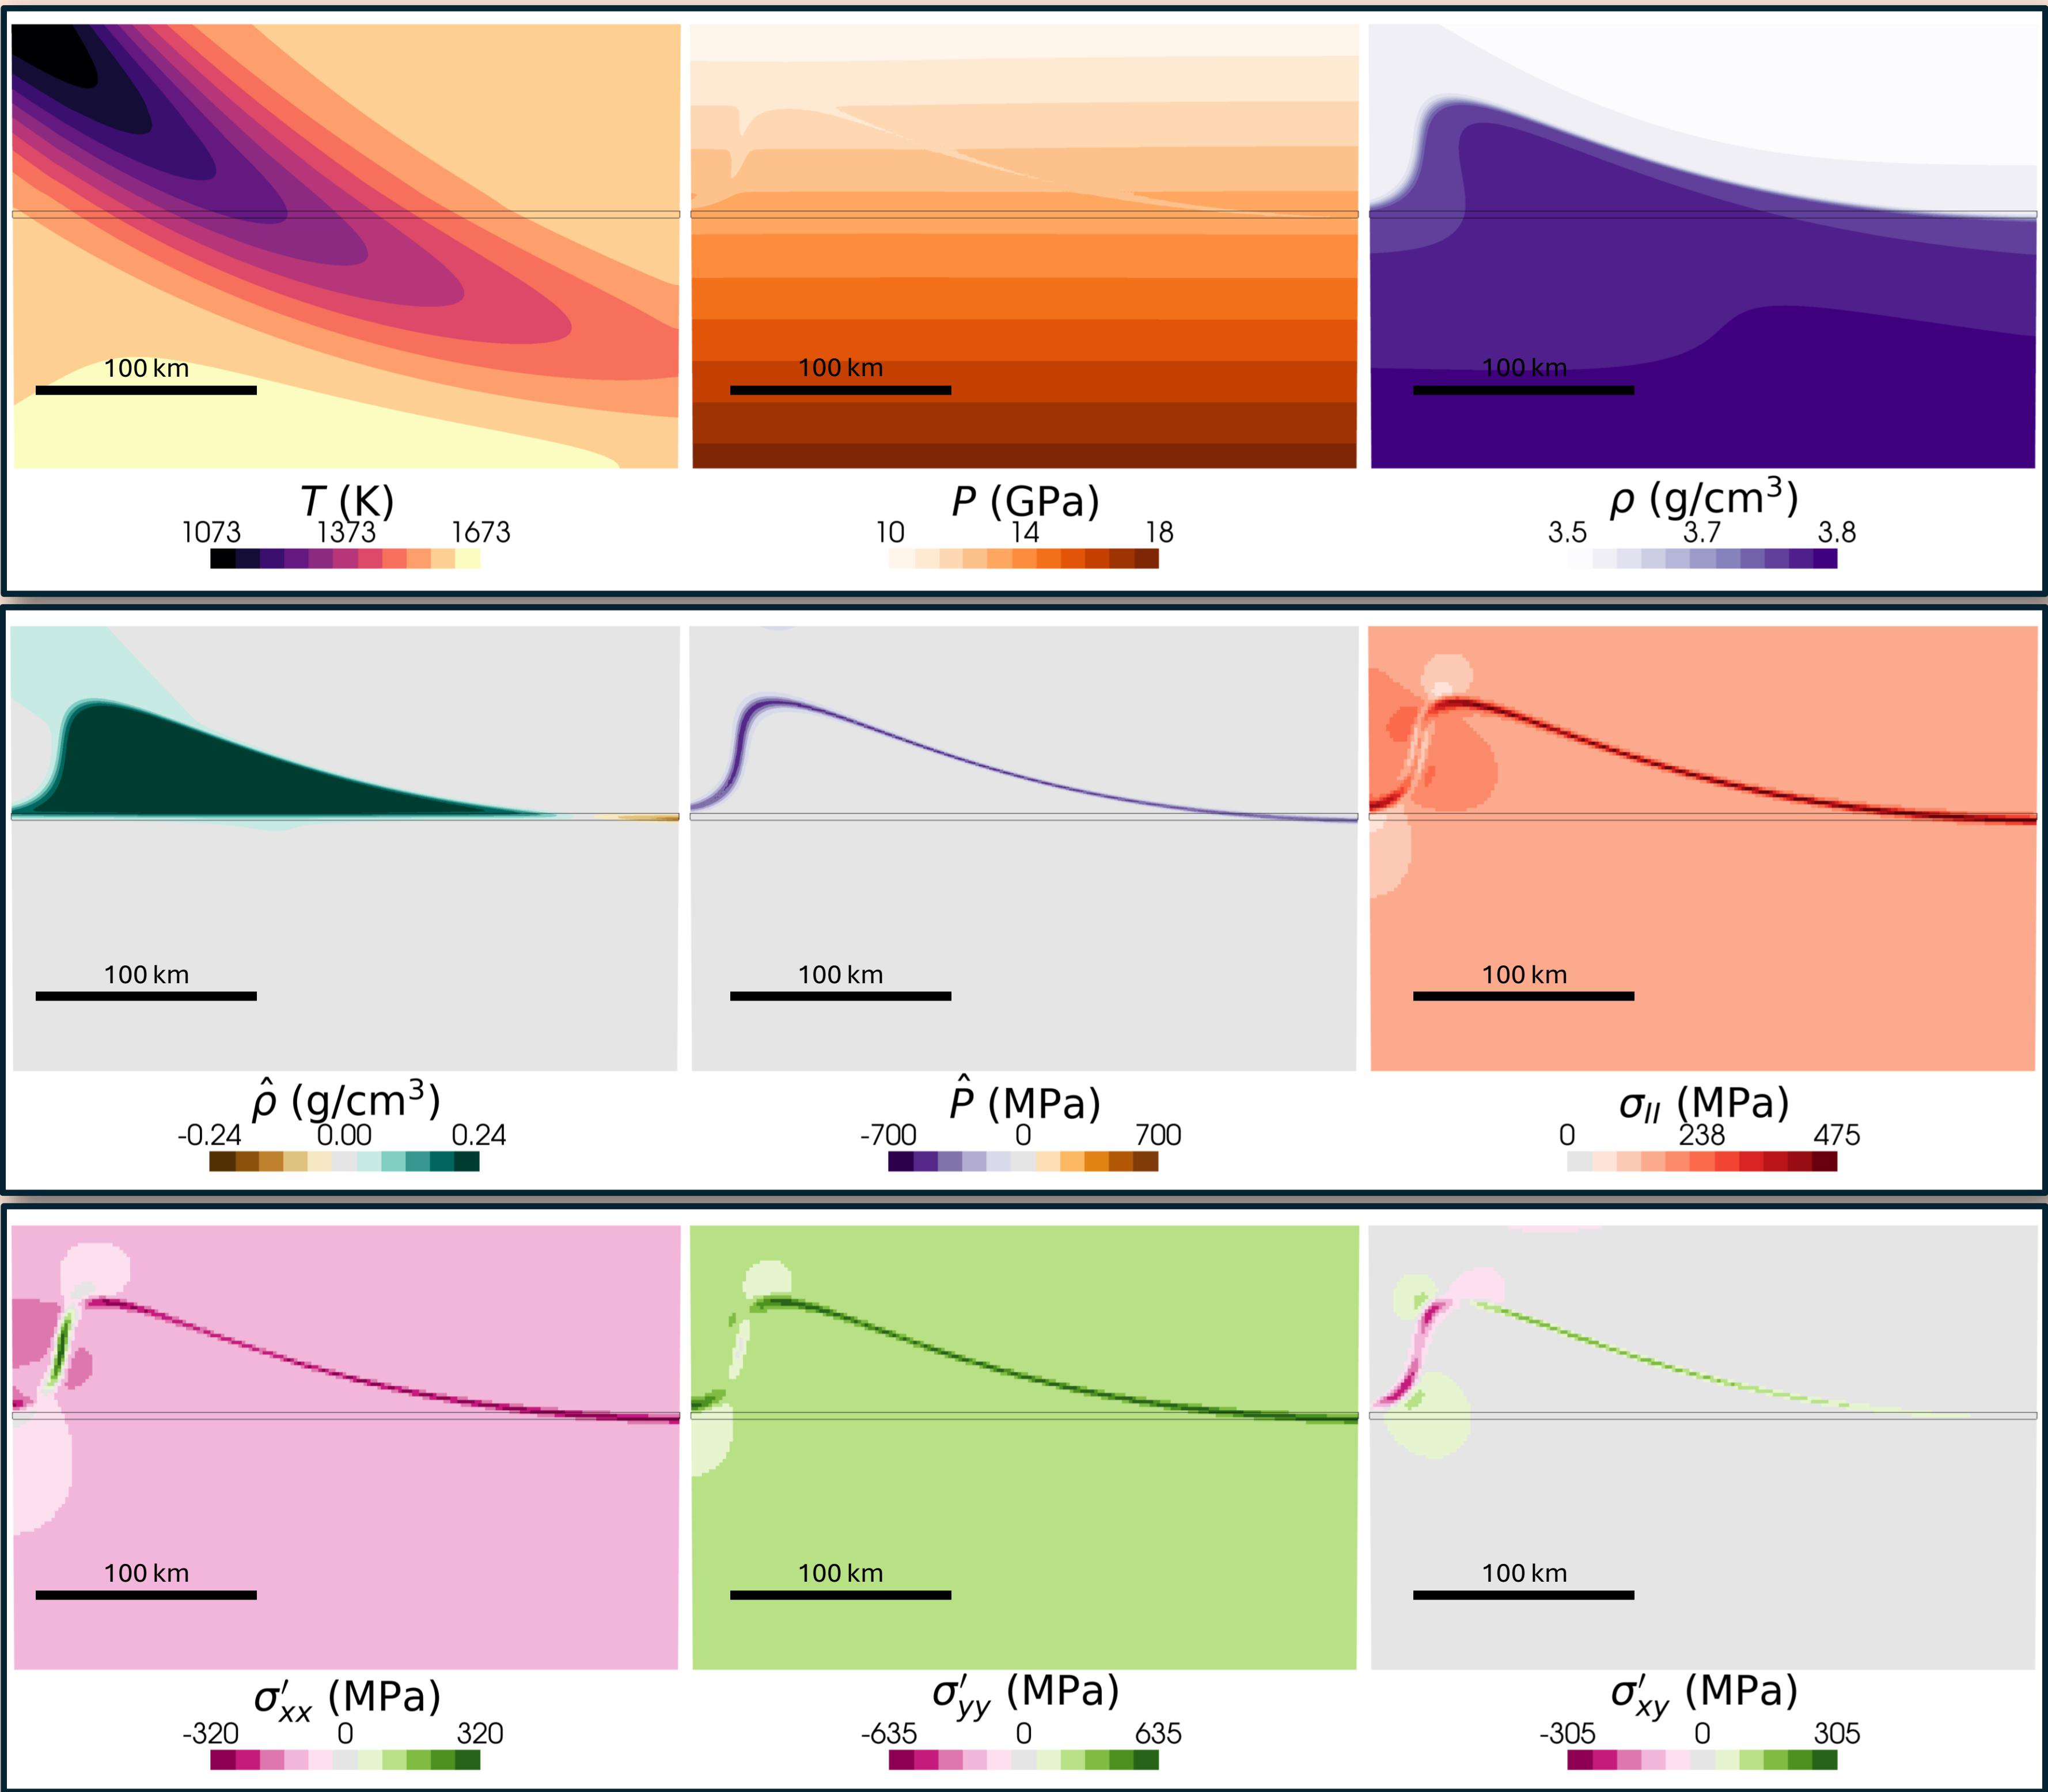 100 km 100 km 100 km
T (K) P (GPa) ρ (g/cm³)
1073 1373 1673 10 14 18 3.5 3.7 3.8
100 km 100 km 100 km
ρ̂ (g/cm³) P̂ (MPa) σ_II (MPa)
-0.24 0.00 0.24 -700 0 700 0 238 475
100 km 100 km 100 km
σ′_xx (MPa) σ′_yy (MPa) σ′_xy (MPa)
-320 0 320 -635 0 635 -305 0 305